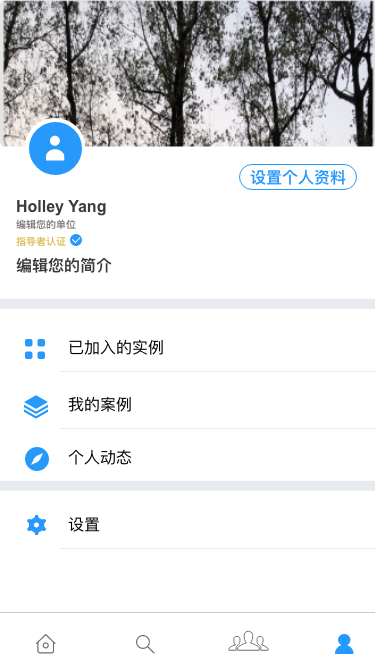 设置个人资料
Holley Yang
编辑您的单位
指导者认证
编辑您的简介
已加入的实例
我的案例
个人动态
设置